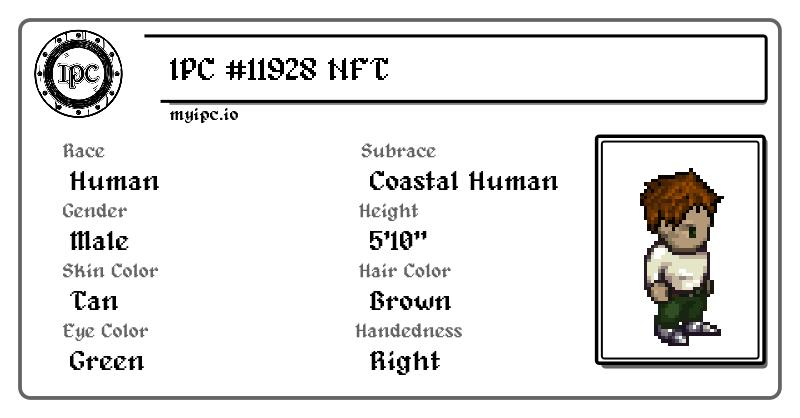 IPC
IPC #11928 NFT
myipc.io
Race
Human
Subrace
Coastal Human
Gender
Male
Height
5'10"
Skin Color
Tan
Hair Color
Brown
Eye Color
Green
Handedness
Right